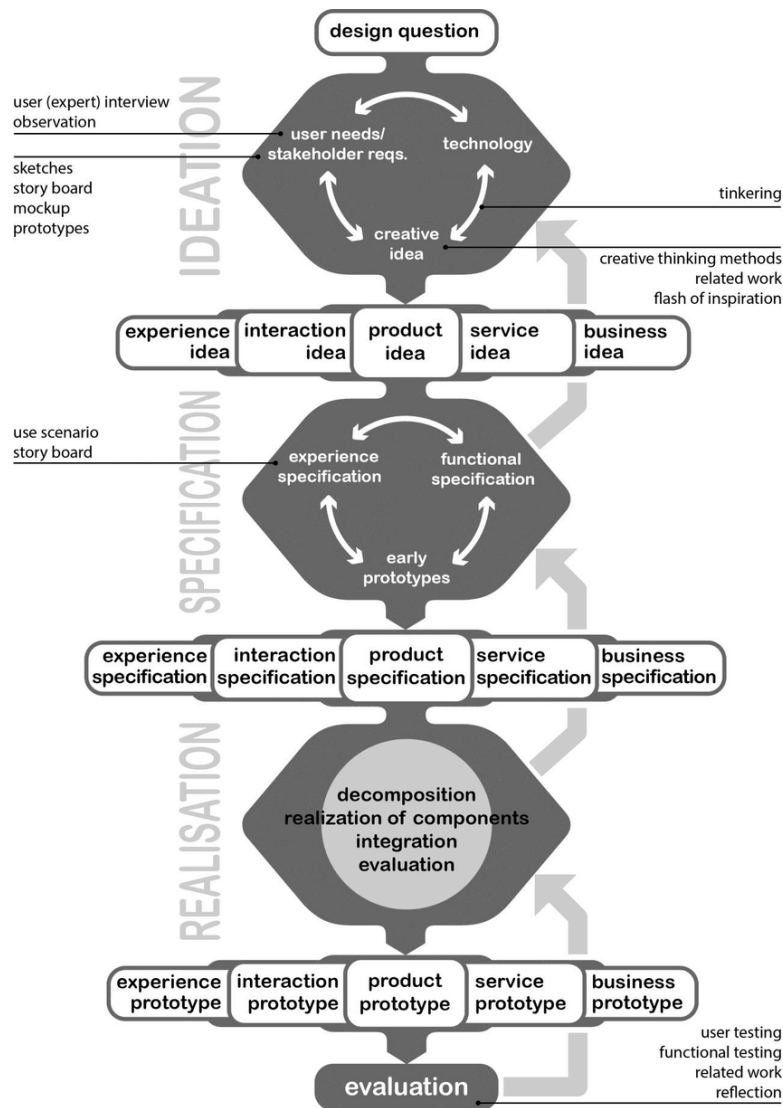 design question
IDEATION
user (expert) interview
observation
sketches
story board
mockup
prototypes
user needs/
stakeholder reqs.
technology
creative
idea
tinkering
creative thinking methods
related work
flash of inspiration
experience
idea
interaction
idea
product
idea
service
idea
business
idea
SPECIFICATION
use scenario
story board
experience
specification
functional
specification
early
prototypes
experience
specification
interaction
specification
product
specification
service
specification
business
specification
REALISATION
decomposition
realization of components
integration
evaluation
experience
prototype
interaction
prototype
product
prototype
service
prototype
business
prototype
evaluation
user testing
functional testing
related work
reflection